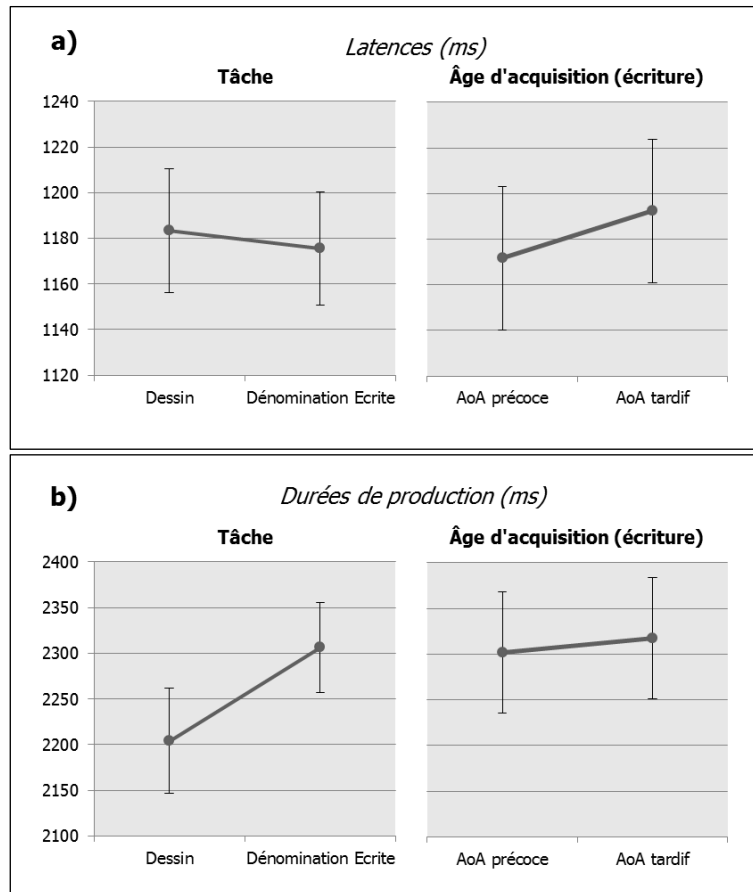 a)
Latences (ms)
Tâche
Âge d'acquisition (écriture)
1240
1220
1200
1180
1160
1140
1120
Dessin
Dénomination Ecrite
AoA précoce
AoA tardif
b)
Durées de production (ms)
Tâche
Âge d'acquisition (écriture)
2400
2350
2300
2250
2200
2150
2100
Dessin
Dénomination Ecrite
AoA précoce
AoA tardif